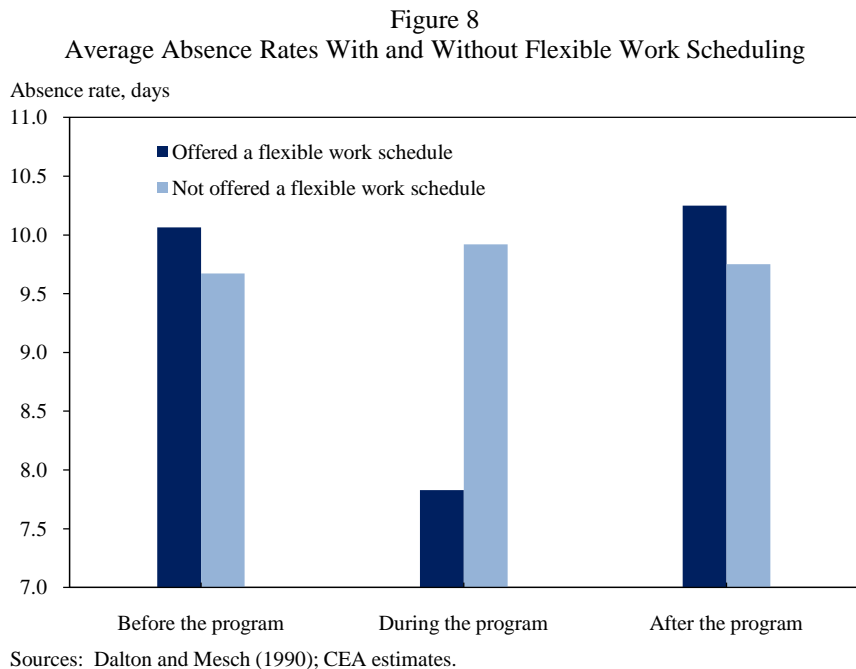 Figure 8
Average Absence Rates With and Without Flexible Work Scheduling
Absence rate, days
11.0
Offered a flexible work schedule
10.5
Not offered a flexible work schedule
10.0
9.5
9.0
8.5
8.0
7.5
7.0
Before the program
During the program
After the program
Sources: Dalton and Mesch (1990); CEA estimates.